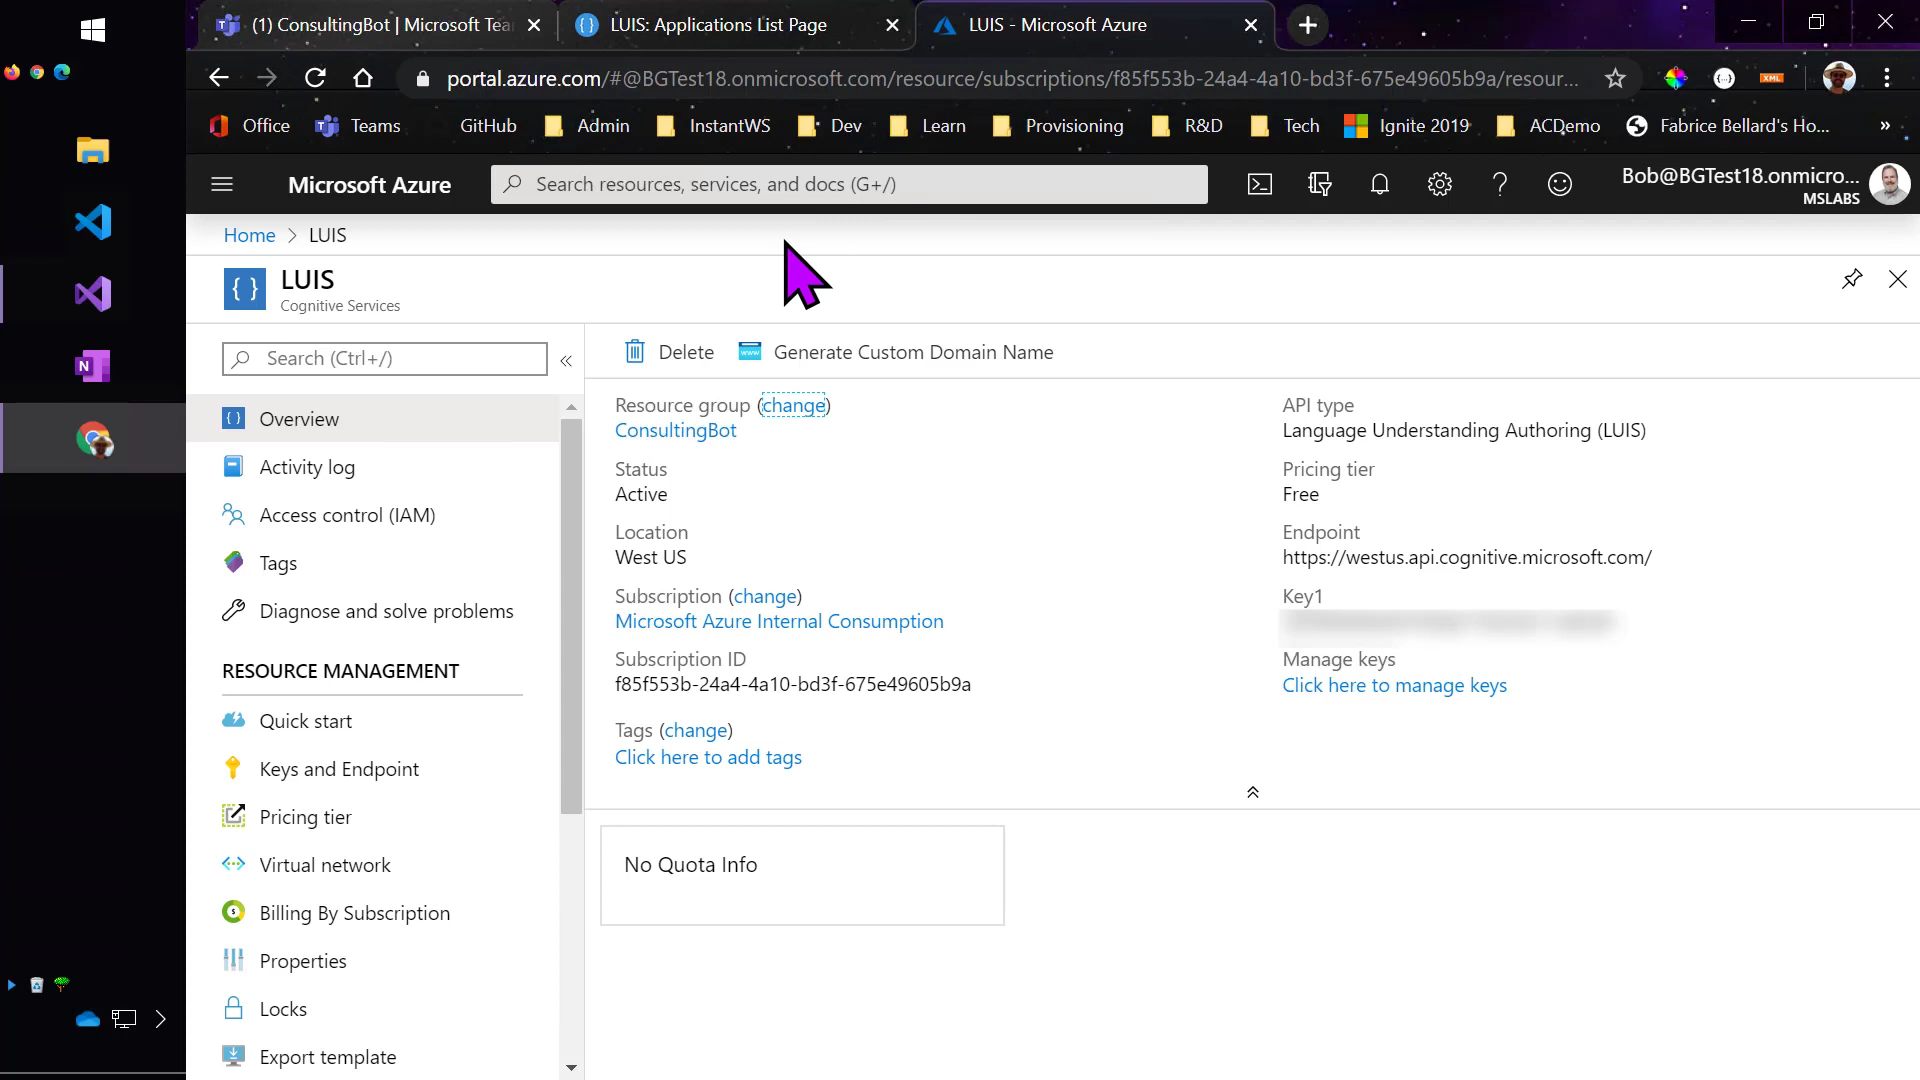 (1) ConsultingBot | Microsoft Tea
LUIS: Applications List Page
LUIS - Microsoft Azure
portal.azure.com/#@BGTest18.onmicrosoft.com/resource/subscriptions/f85f553b-24a4-4a10-bd3f-675e49605b9a/resour...
XML
Office
Teams
GitHub
Admin
InstantWS
Dev
Learn
Provisioning
R&D
Tech
Ignite 2019
ACDemo
Fabrice Bellard's Ho...
Microsoft Azure
Search resources, services, and docs (G+/)
Bob@BGTest18.onmicro...
MSLABS
Home > LUIS
LUIS
Cognitive Services
Search (Ctrl+/)
Overview
Activity log
Access control (IAM)
Tags
Diagnose and solve problems
RESOURCE MANAGEMENT
Quick start
Keys and Endpoint
Pricing tier
Virtual network
Billing By Subscription
Properties
Locks
Export template
Delete
Generate Custom Domain Name
Resource group (change)
ConsultingBot
Status
Active
Location
West US
Subscription (change)
Microsoft Azure Internal Consumption
Subscription ID
f85f553b-24a4-4a10-bd3f-675e49605b9a
Tags (change)
Click here to add tags
API type
Language Understanding Authoring (LUIS)
Pricing tier
Free
Endpoint
https://westus.api.cognitive.microsoft.com/
Key1
Manage keys
Click here to manage keys
No Quota Info